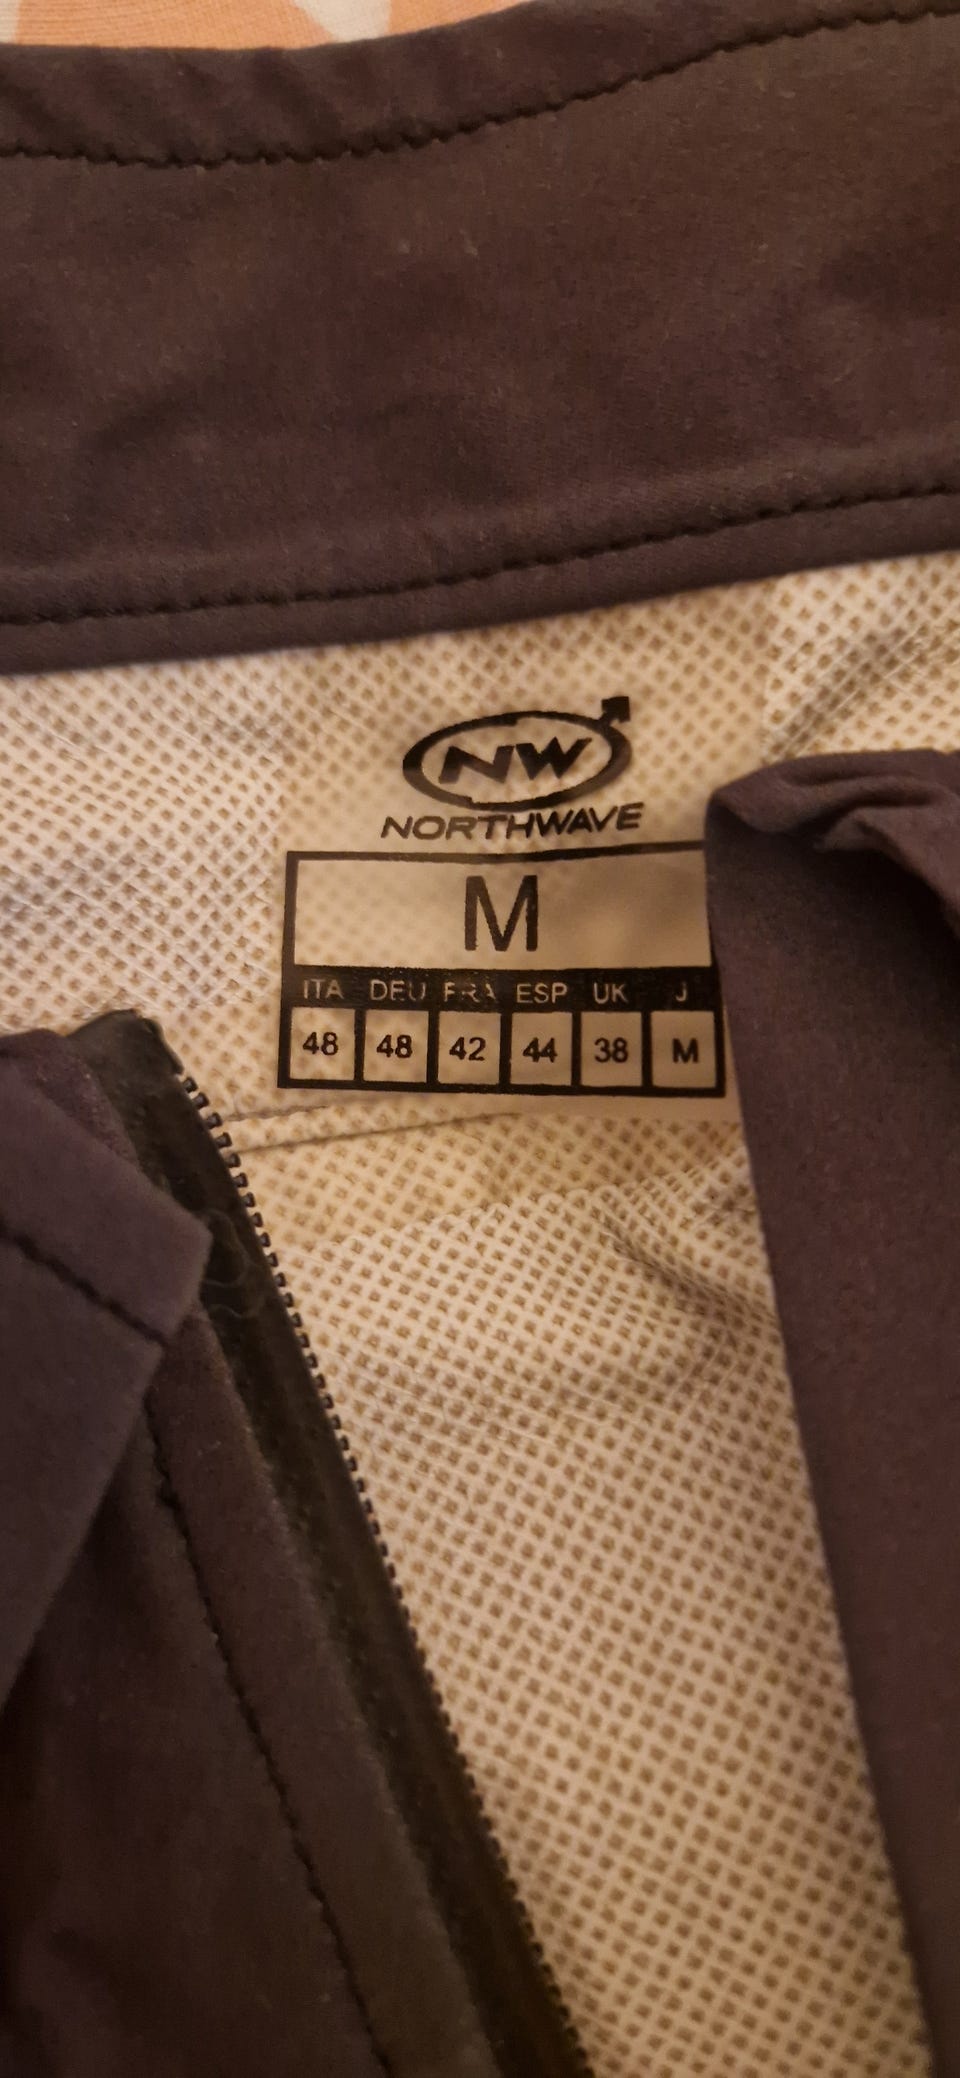 NW
NORTHWAVE
M
ITA DEU FRA ESP UK J
48 48 42 44 38 M